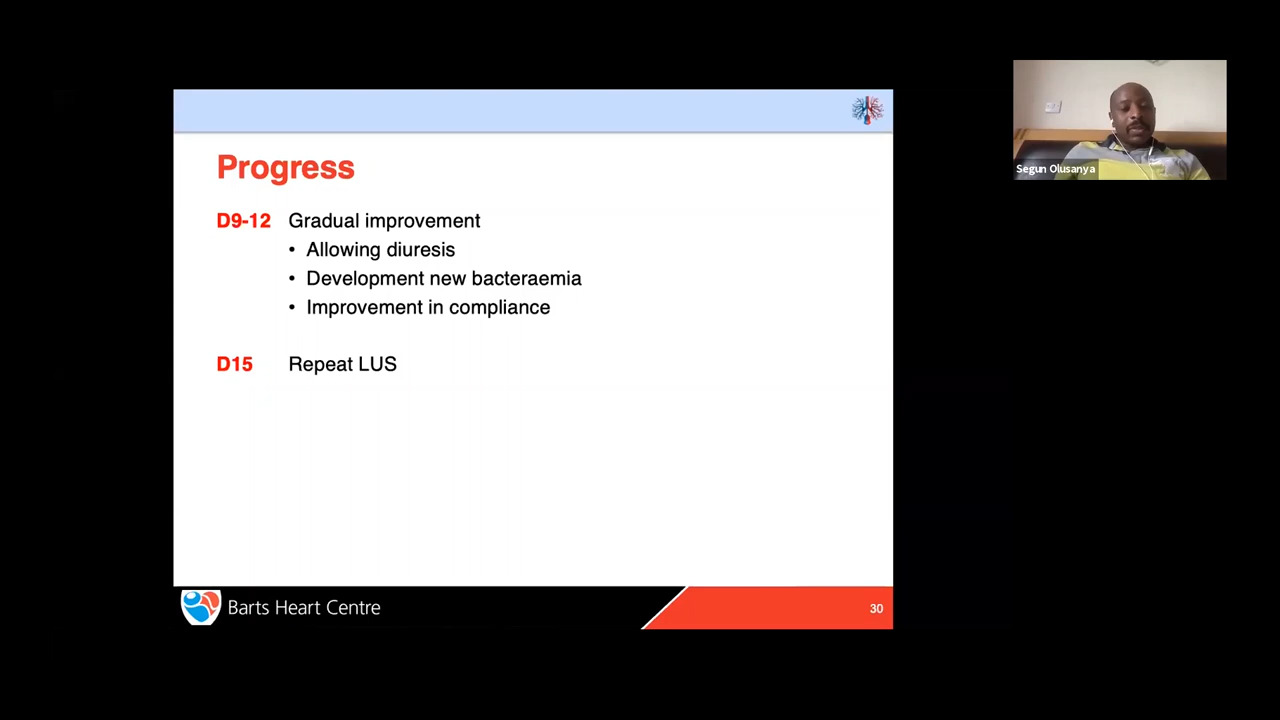 Progress
D9-12 Gradual improvement
• Allowing diuresis
• Development new bacteraemia
• Improvement in compliance
D15 Repeat LUS
Barts Heart Centre
30
Segun Olusanya